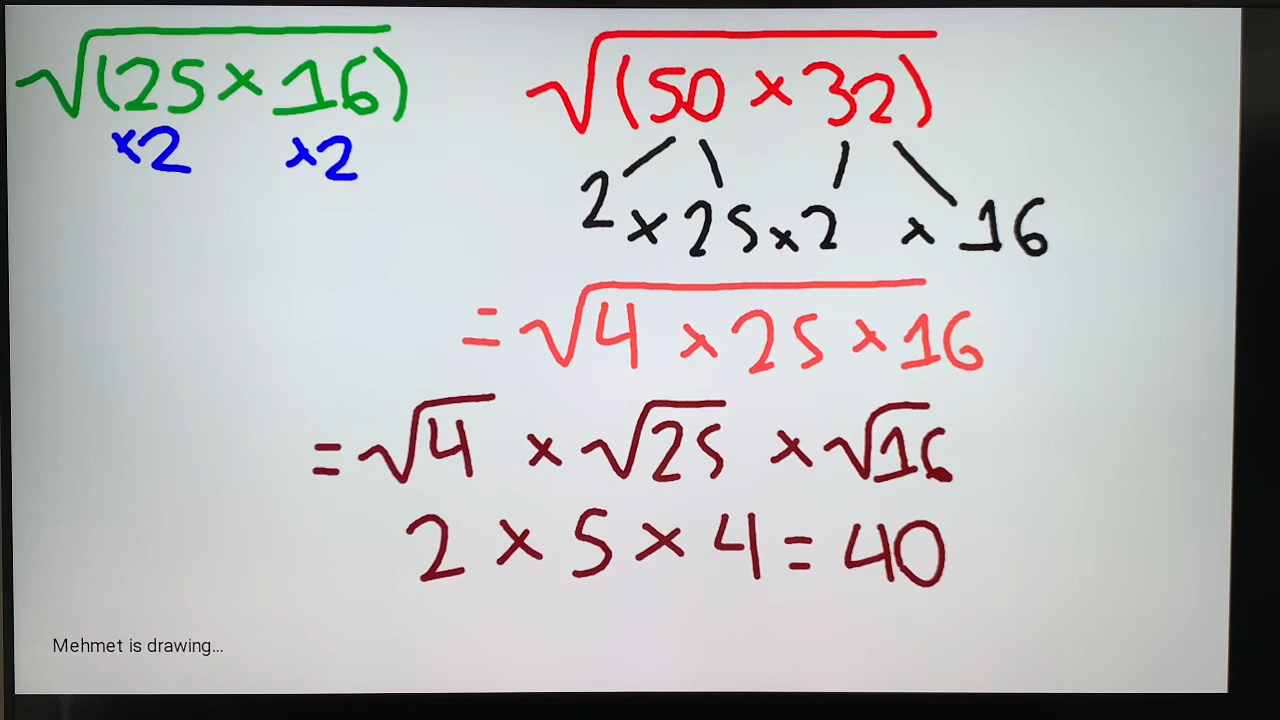 √(25 × 16)
×2 ×2
√(50 × 32)
2 × 25 × 2 × 16
= √4 × 25 × 16
= √4 × √25 × √16
2 × 5 × 4 = 40
Mehmet is drawing...